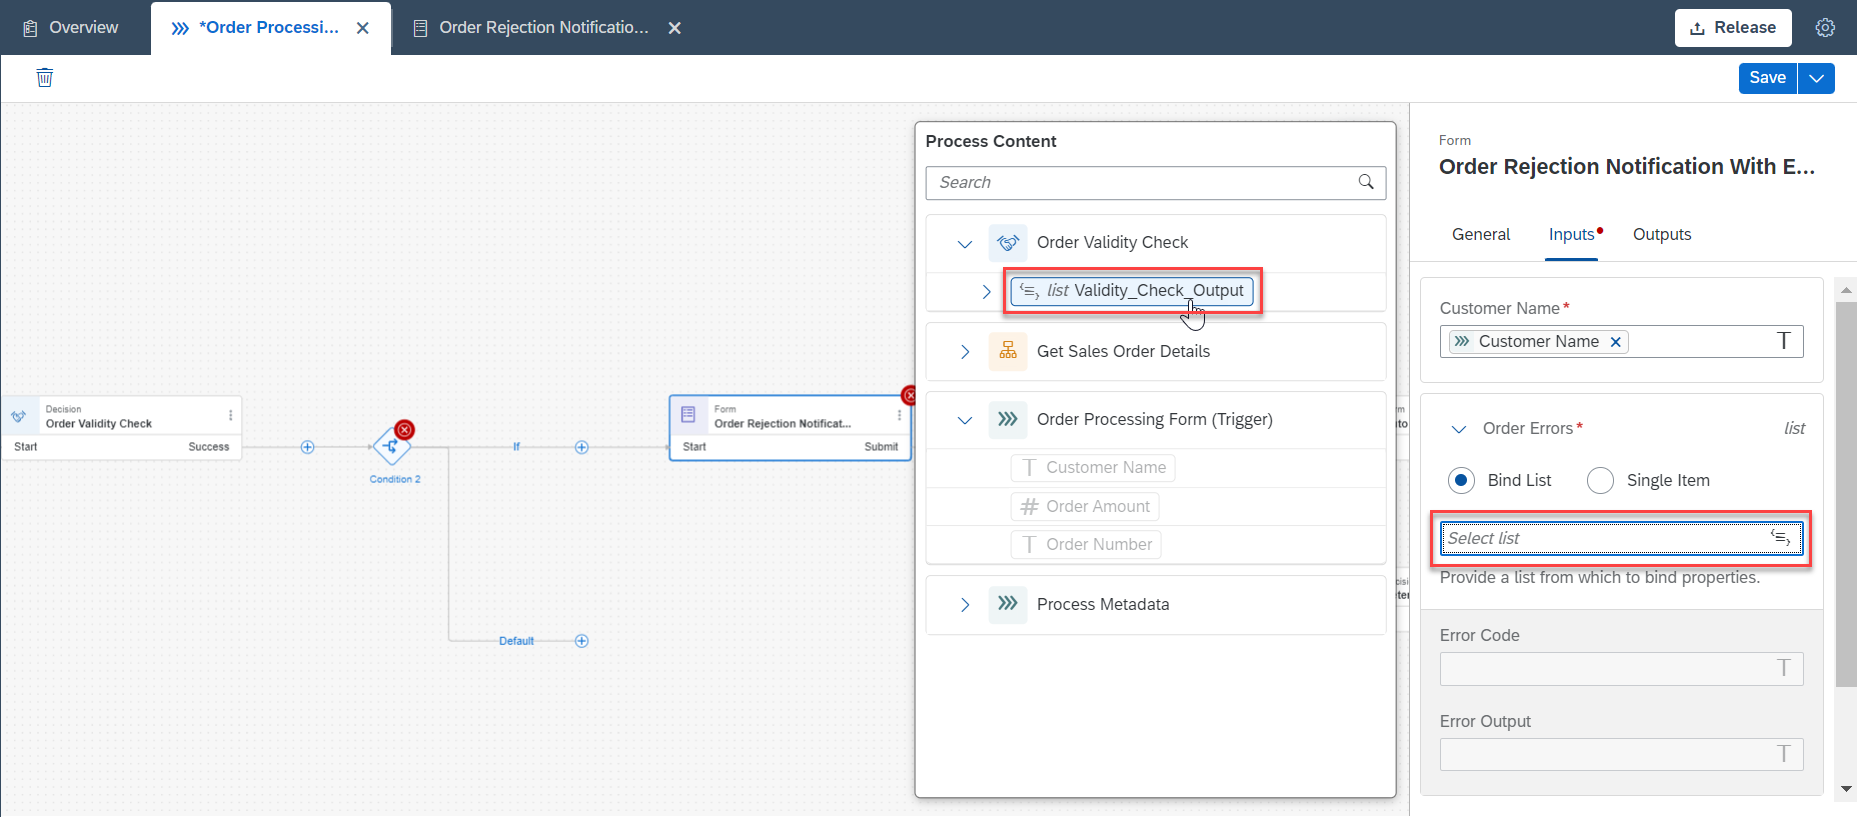 Overview
*Order Processi...
Order Rejection Notificatio...
Release
Save
Process Content
Search
Order Validity Check
list Validity_Check_Output
Get Sales Order Details
Order Processing Form (Trigger)
Customer Name
Order Amount
Order Number
Process Metadata
Decision
Order Validity Check
Start Success
Condition 2
If
Default
Form
Order Rejection Notificat...
Start Submit
Form
Order Rejection Notification With E...
General Inputs Outputs
Customer Name*
Customer Name
Order Errors* list
Bind List Single Item
Select list
Provide a list from which to bind properties.
Error Code
Error Output